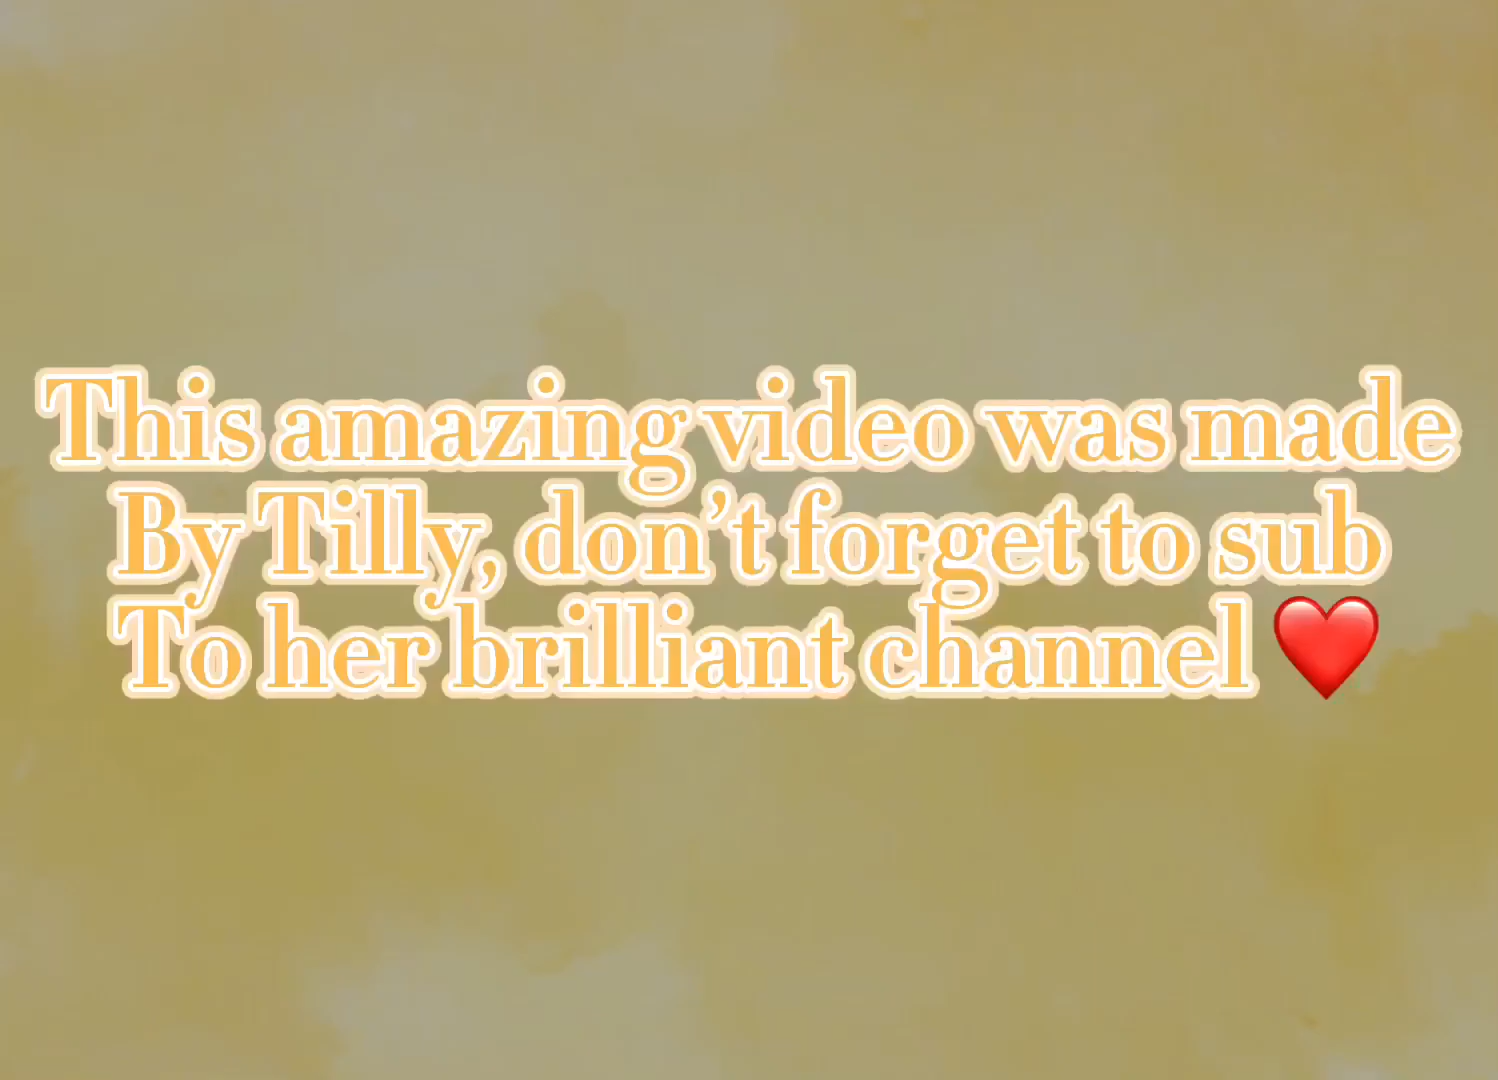 This amazing video was made
By Tilly, don’t forget to sub
To her brilliant channel ❤️